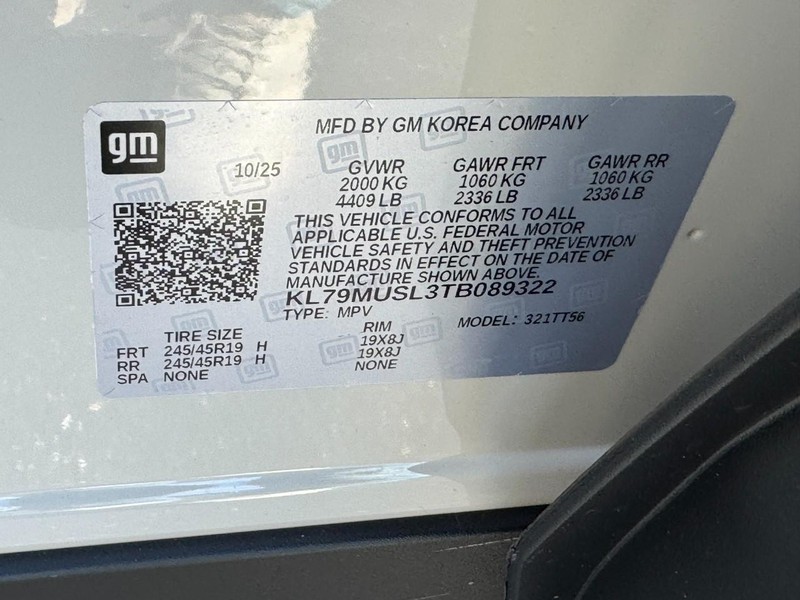 gm
MFD BY GM KOREA COMPANY
10/25 GVWR GAWR FRT GAWR RR
2000 KG 1060 KG 1060 KG
4409 LB 2336 LB 2336 LB
THIS VEHICLE CONFORMS TO ALL
APPLICABLE U.S. FEDERAL MOTOR
VEHICLE SAFETY AND THEFT PREVENTION
STANDARDS IN EFFECT ON THE DATE OF
MANUFACTURE SHOWN ABOVE.
KL79MUSL3TB089322
TYPE: MPV MODEL: 321TT56
TIRE SIZE RIM
FRT 245/45R19 H 19X8J
RR 245/45R19 H 19X8J
SPA NONE NONE